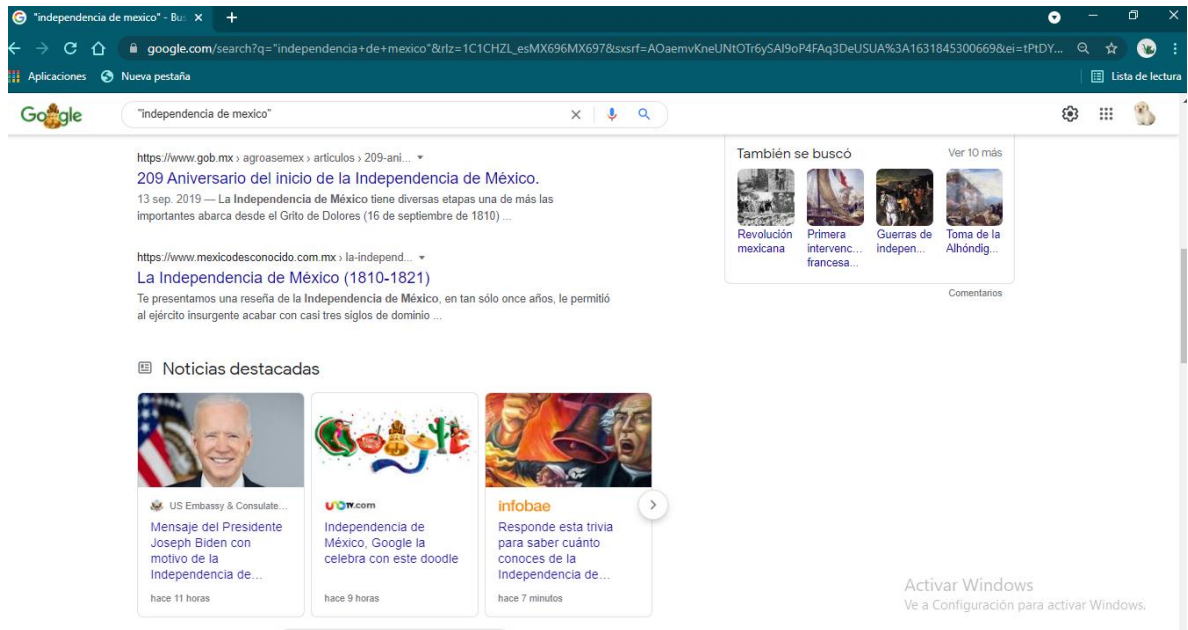 "independencia de mexico" - Bus
google.com/search?q="independencia+de+mexico"&rlz=1C1CHZL_esMX696MX697&sxsrf=AOaemvKneUNtOTr6ySAI9oP4FAq3DeUSUA%3A1631845300669&ei=tPtDY...
Aplicaciones Nueva pestaña Lista de lectura
Google "independencia de mexico"
https://www.gob.mx › agroasemex › articulos › 209-ani...
209 Aniversario del inicio de la Independencia de México.
13 sep. 2019 — La Independencia de México tiene diversas etapas una de más las
importantes abarca desde el Grito de Dolores (16 de septiembre de 1810) ...
https://www.mexicodesconocido.com.mx › la-independ...
La Independencia de México (1810-1821)
Te presentamos una reseña de la Independencia de México, en tan sólo once años, le permitió
al ejército insurgente acabar con casi tres siglos de dominio ...
También se buscó Ver 10 más
Revolución
mexicana
Primera
intervenc...
francesa...
Guerras de
indepen...
Toma de la
Alhóndig...
Comentarios
Noticias destacadas
US Embassy & Consulate...
Mensaje del Presidente
Joseph Biden con
motivo de la
Independencia de...
hace 11 horas
Google
UNOTV.com
Independencia de
México, Google la
celebra con este doodle
hace 9 horas
infobae
Responde esta trivia
para saber cuánto
conoces de la
Independencia de...
hace 7 minutos
Activar Windows
Ve a Configuración para activar Windows.